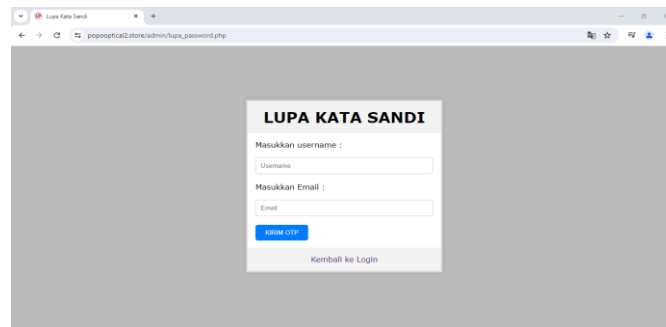 Lupa Kata Sandi
popooptical2.store/admin/lupa_password.php
LUPA KATA SANDI
Masukkan username :
Username
Masukkan Email :
Email
KIRIM OTP
Kembali ke Login